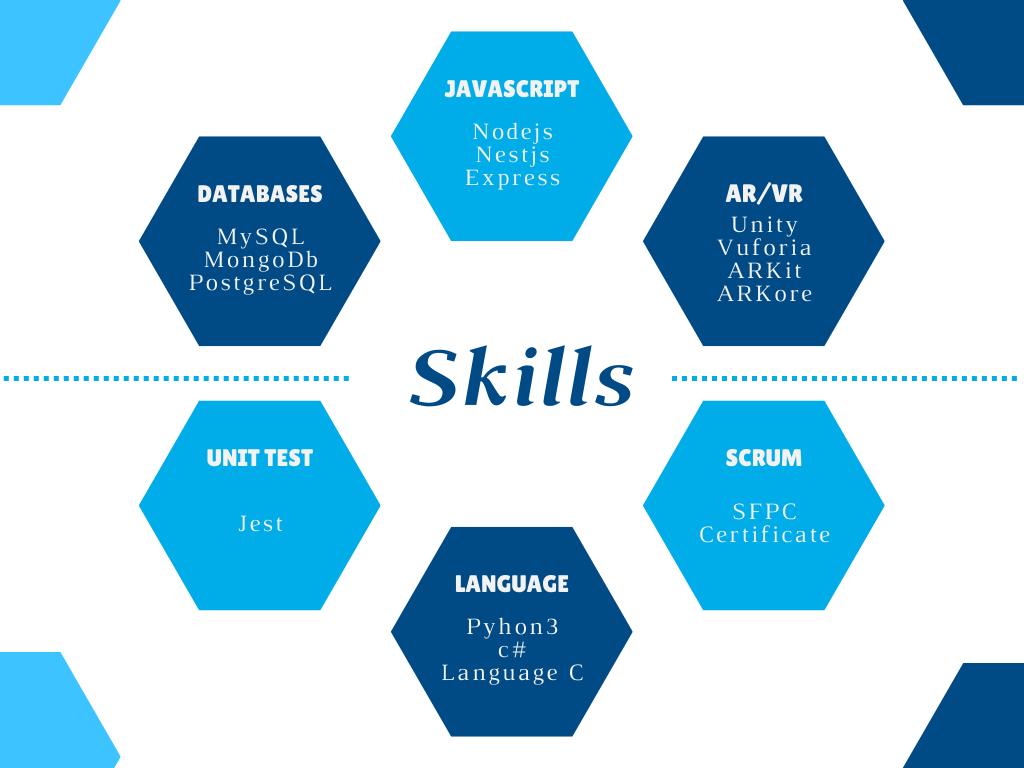 JAVASCRIPT
Nodejs
Nestjs
Express
DATABASES
MySQL
MongoDb
PostgreSQL
AR/VR
Unity
Vuforia
ARKit
ARKore
Skills
UNIT TEST
Jest
SCRUM
SFPC
Certificate
LANGUAGE
Pyhon3
c#
Language C